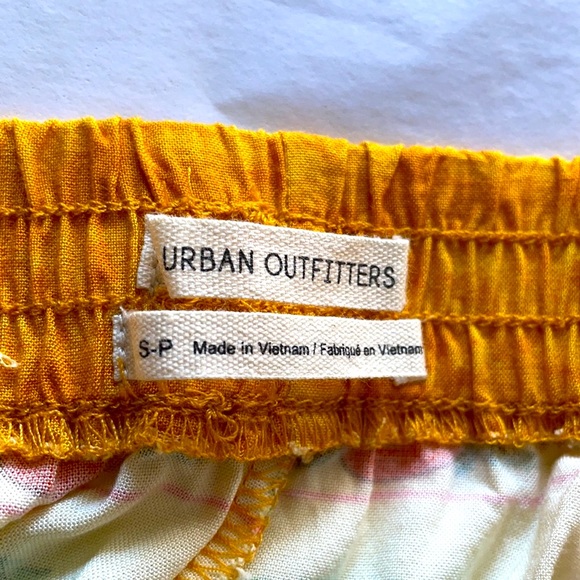 URBAN OUTFITTERS
S-P Made in Vietnam / Fabriqué en Vietnam